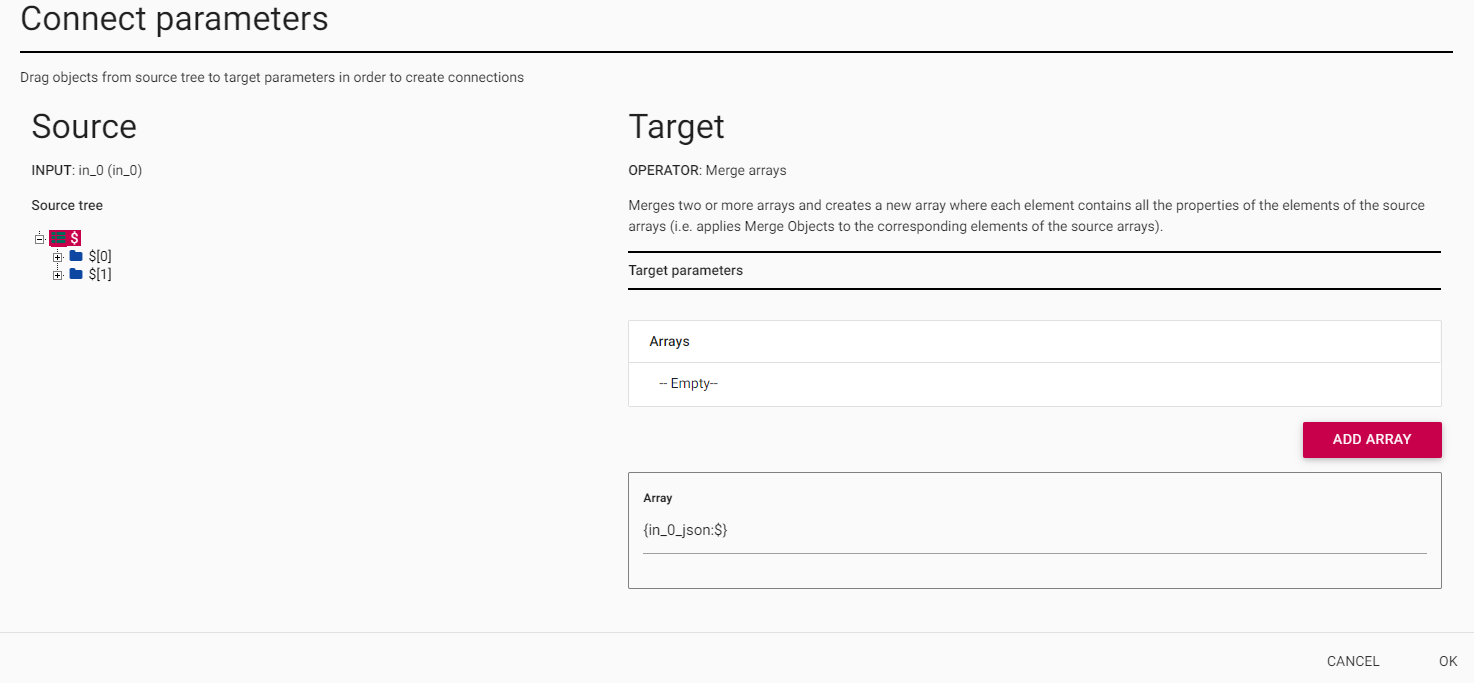 Connect parameters
Drag objects from source tree to target parameters in order to create connections
Source
INPUT: in_0 (in_0)
Source tree
$
$[0]
$[1]
Target
OPERATOR: Merge arrays
Merges two or more arrays and creates a new array where each element contains all the properties of the elements of the source
arrays (i.e. applies Merge Objects to the corresponding elements of the source arrays).
Target parameters
Arrays
-- Empty--
ADD ARRAY
Array
{in_0_json:$}
CANCEL
OK